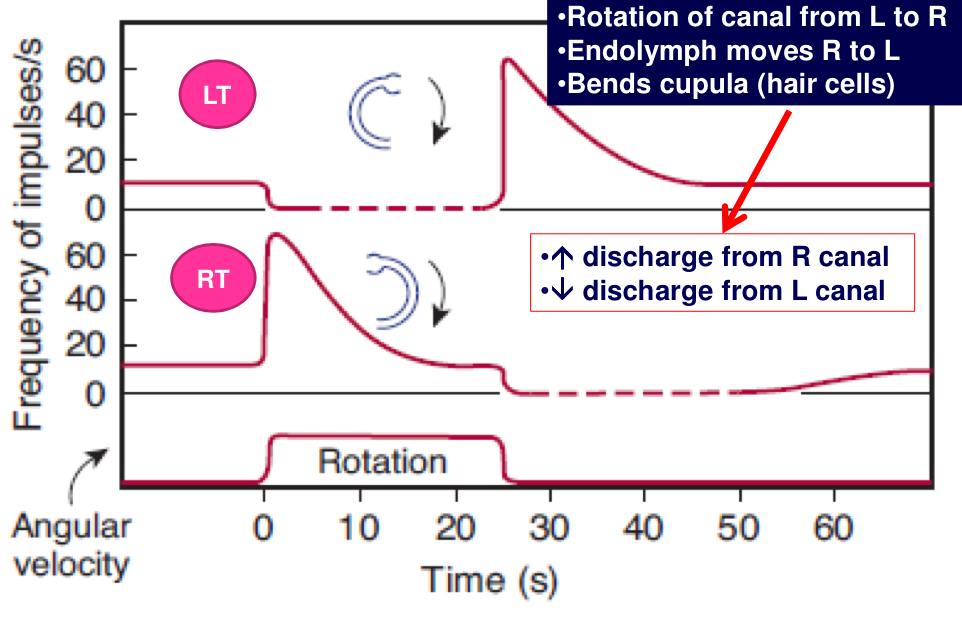 •Rotation of canal from L to R
•Endolymph moves R to L
•Bends cupula (hair cells)
Frequency of impulses/s
60
40
20
0
LT
•↑ discharge from R canal
•↓ discharge from L canal
60
40
20
0
RT
Rotation
Angular
velocity
0 10 20 30 40 50 60
Time (s)